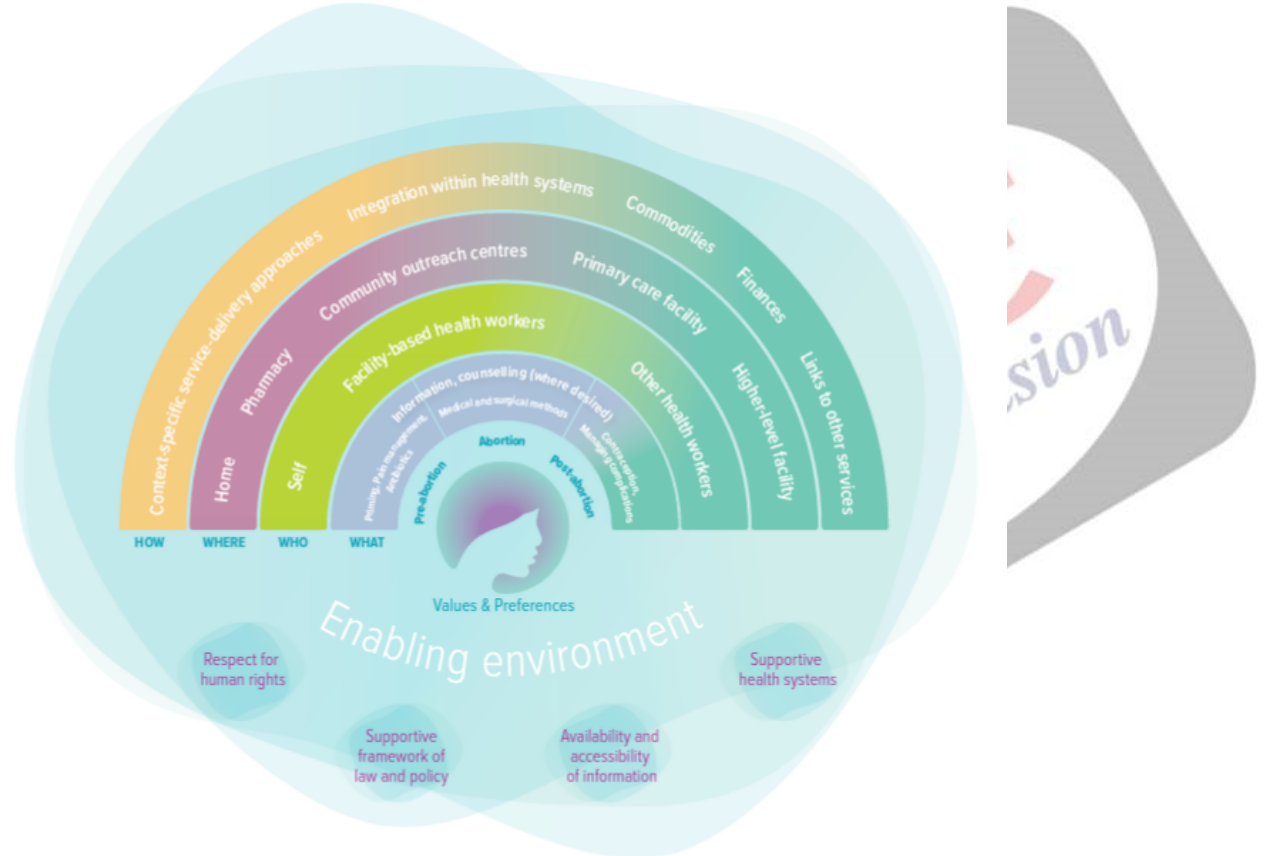 Context-specific service-delivery approaches
Integration within health systems
Commodities
Finances
Links to other services
Home
Pharmacy
Community outreach centres
Primary care facility
Higher-level facility
Self
Facility-based health workers
Other health workers
Information, counselling (where desired)
Priming, Pain management,
Antibiotics
Medical and surgical methods
Contraception,
Managing Complications
Pre-abortion
Abortion
Post-abortion
HOW
WHERE
WHO
WHAT
Values & Preferences
Enabling environment
Respect for
human rights
Supportive
framework of
law and policy
Availability and
accessibility
of information
Supportive
health systems